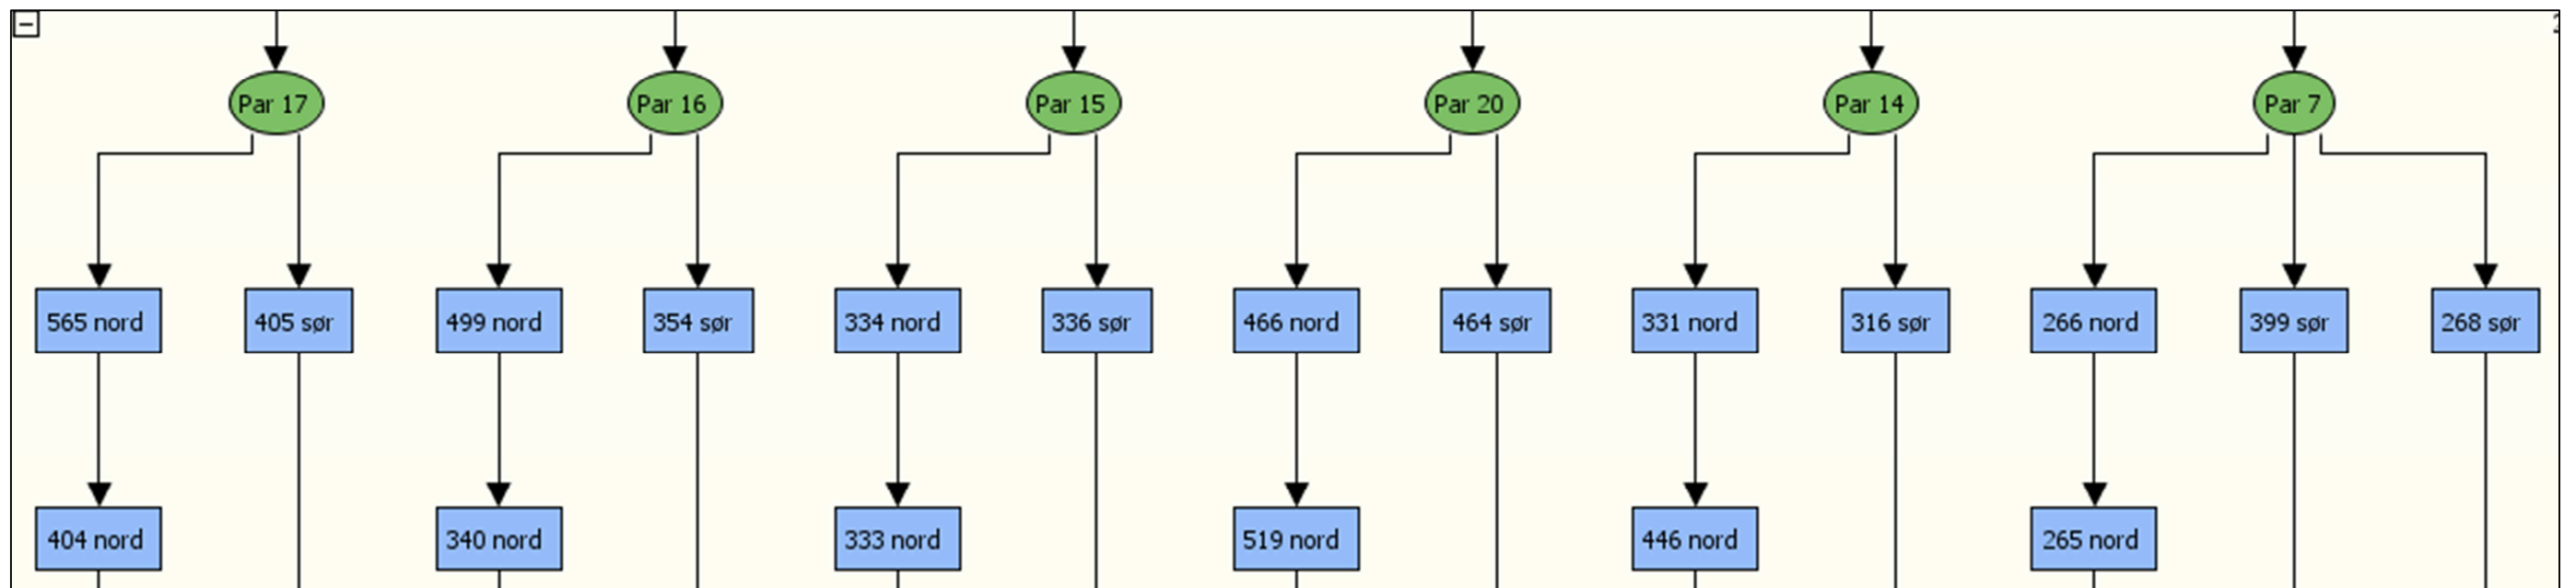 Par 17
Par 16
Par 15
Par 20
Par 14
Par 7
565 nord
405 sør
499 nord
354 sør
334 nord
336 sør
466 nord
464 sør
331 nord
316 sør
266 nord
399 sør
268 sør
404 nord
340 nord
333 nord
519 nord
446 nord
265 nord